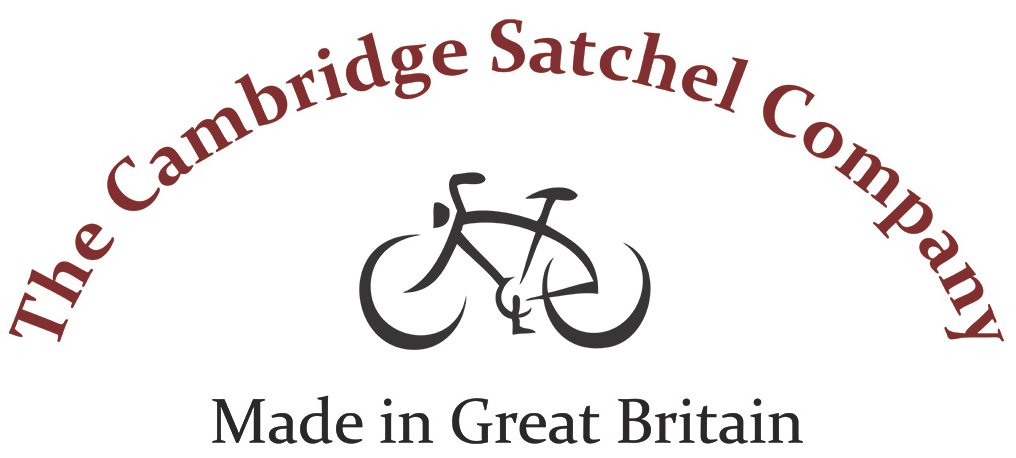 The Cambridge Satchel Company
Made in Great Britain